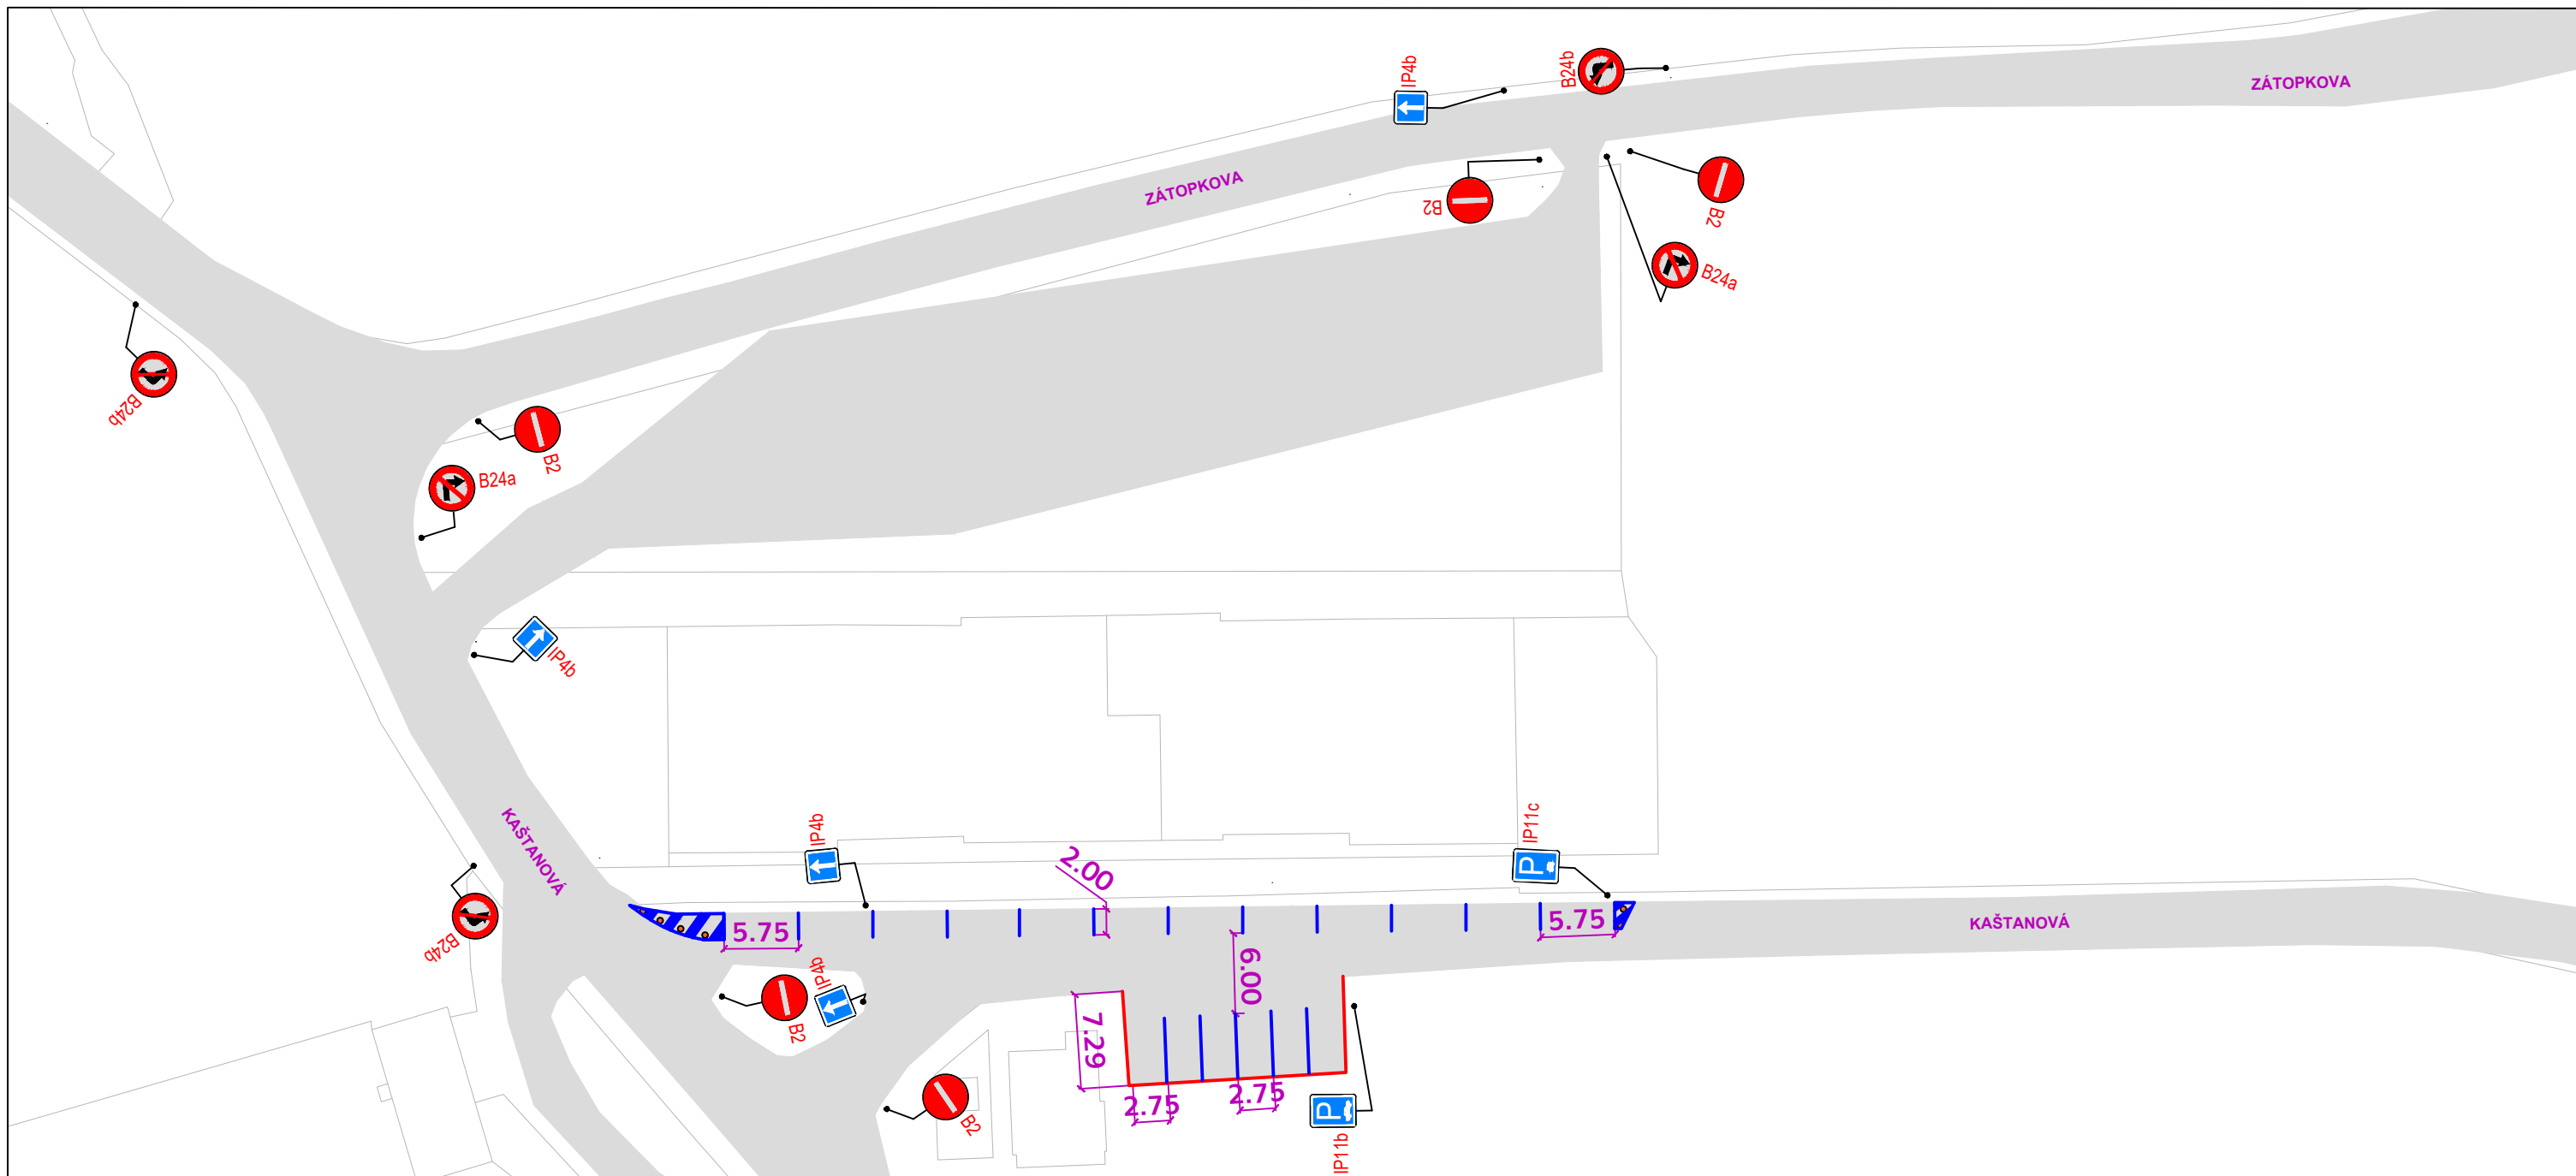 IP4b
B24b
ZÁTOPKOVA
ZÁTOPKOVA
B2
B2
B24a
B24b
B2
B24a
IP4b
KAŠTANOVÁ
IP4b
2.00
IP11c
P
B24b
5.75
5.75
KAŠTANOVÁ
IP4b
6.00
B2
7.29
2.75
2.75
B2
P
IP11b